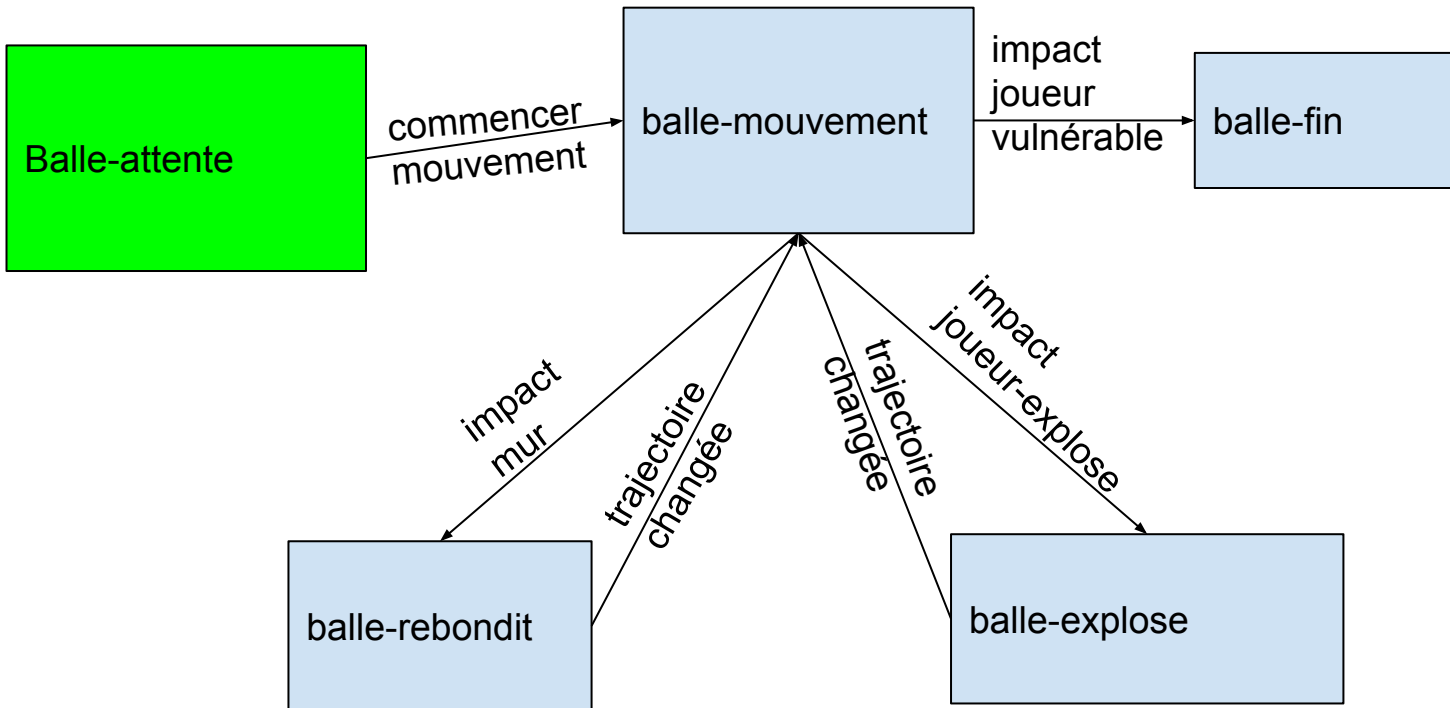 Balle-attente
commencer
mouvement
balle-mouvement
impact
joueur
vulnérable
balle-fin
impact
mur
trajectoire
changée
trajectoire
changée
impact
joueur-explose
balle-rebondit
balle-explose